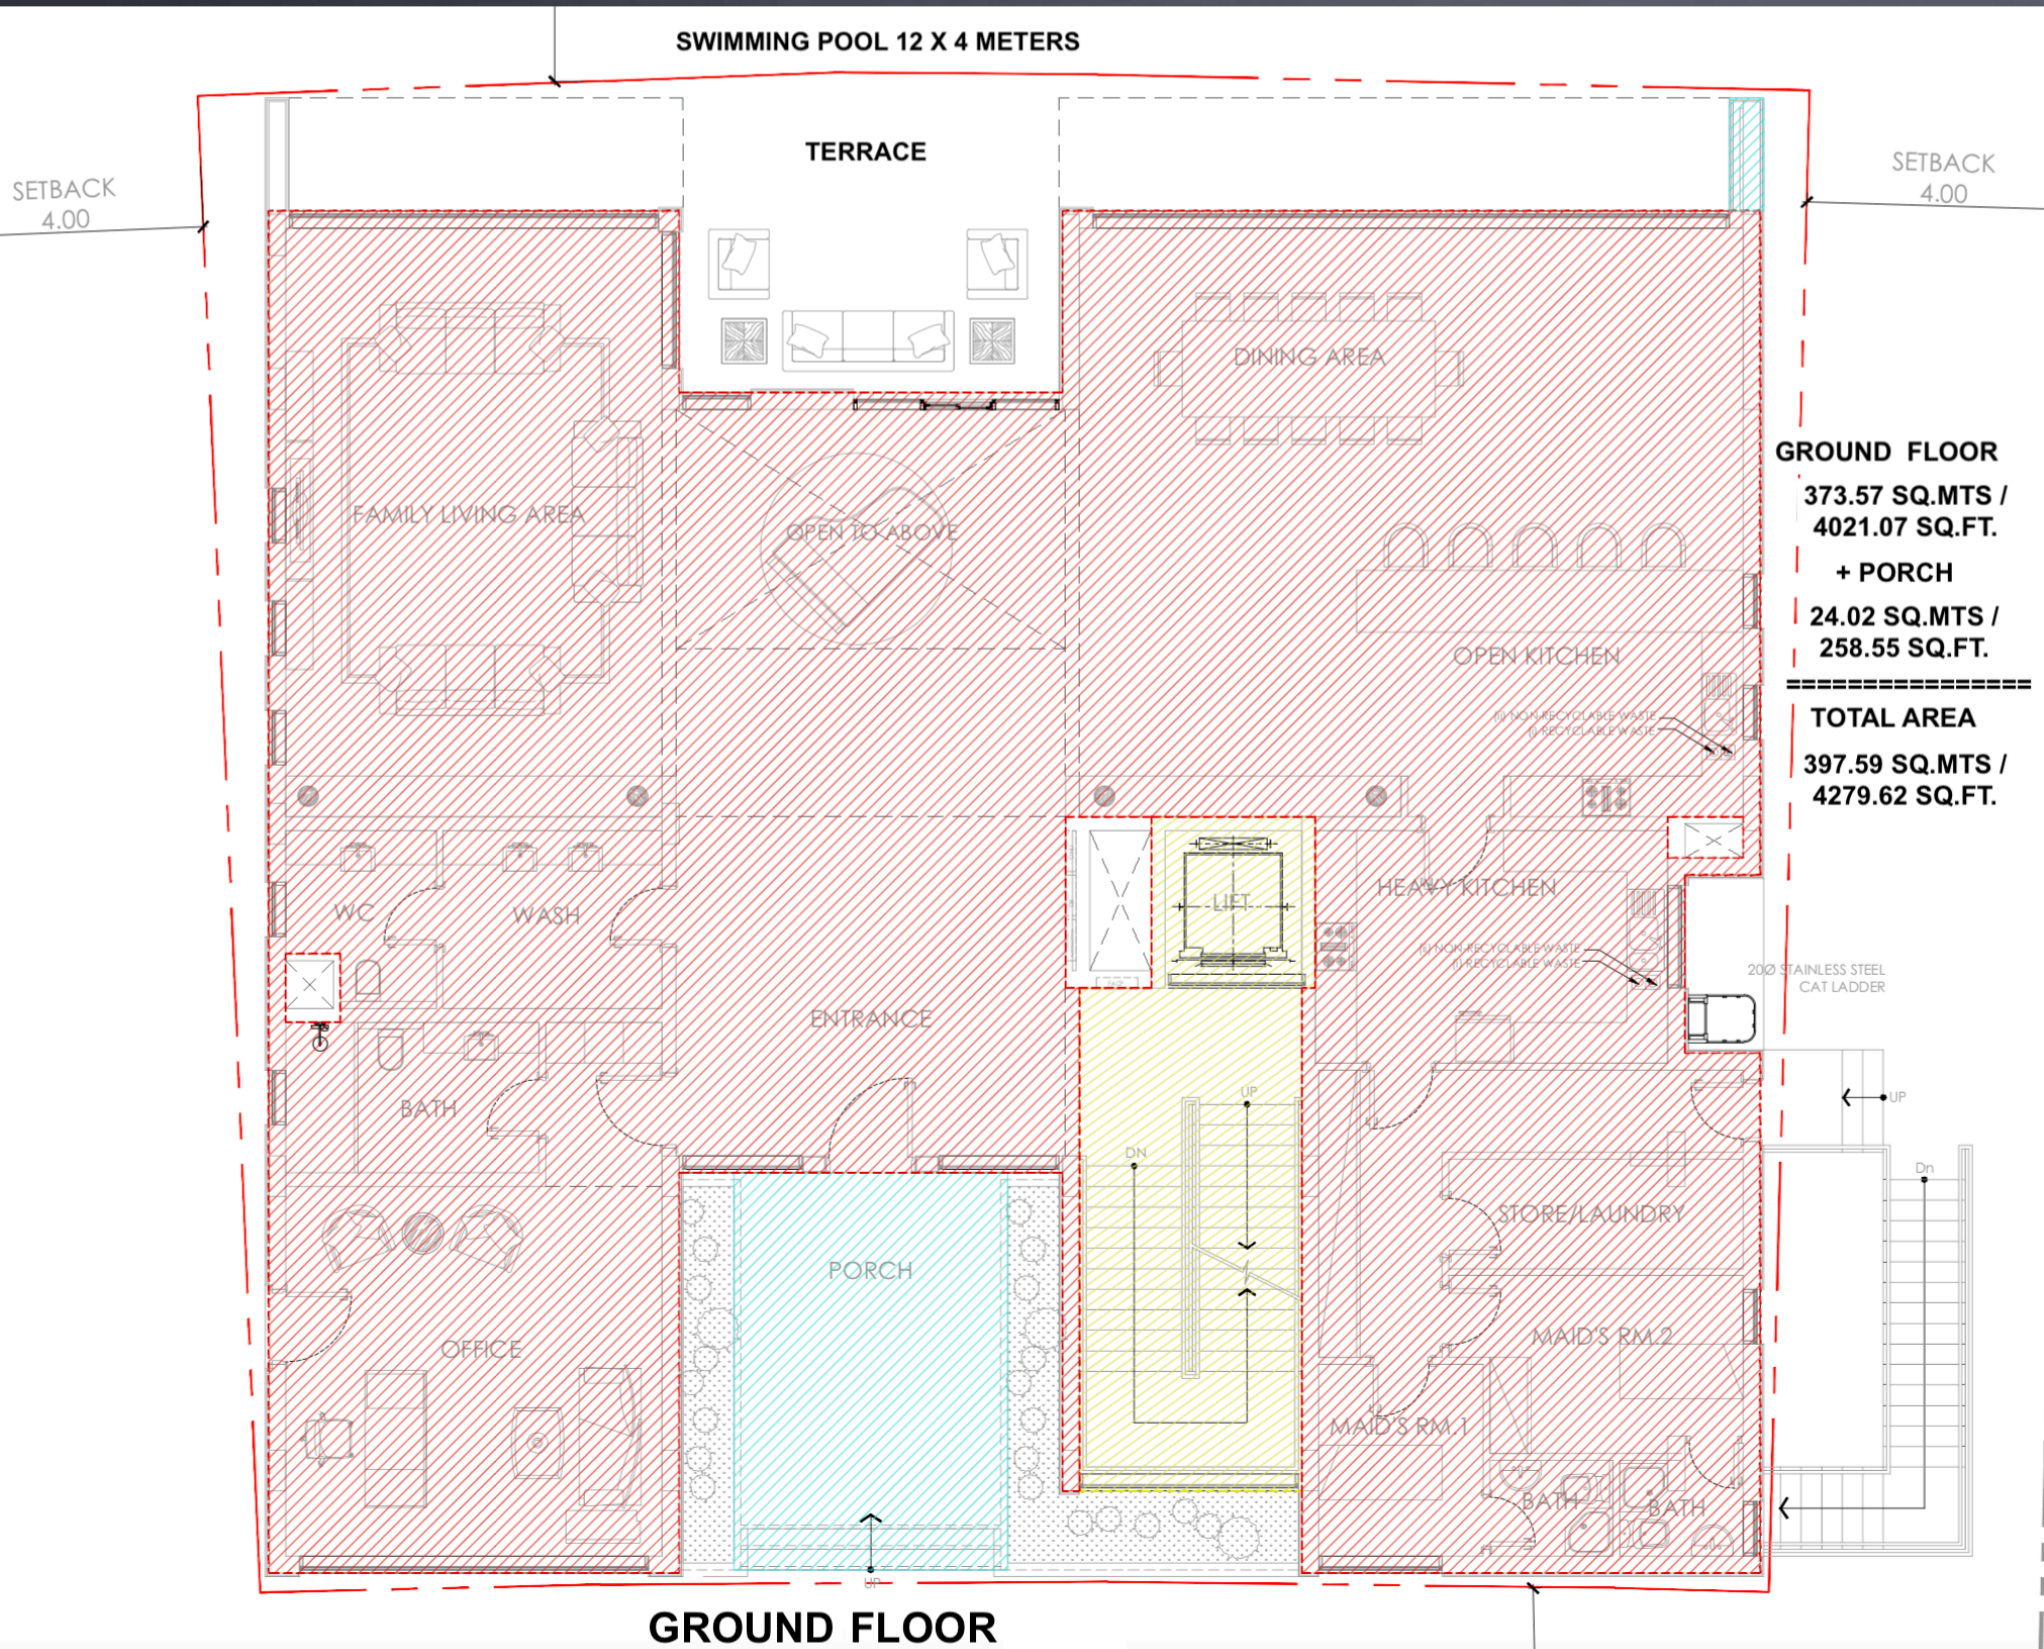 SWIMMING POOL 12 X 4 METERS
TERRACE
SETBACK
4.00
SETBACK
4.00
DINING AREA
GROUND FLOOR
373.57 SQ.MTS /
4021.07 SQ.FT.
+ PORCH
24.02 SQ.MTS /
258.55 SQ.FT.
================
TOTAL AREA
397.59 SQ.MTS /
4279.62 SQ.FT.
FAMILY LIVING AREA
OPEN TO ABOVE
OPEN KITCHEN
(ii) NON-RECYCLABLE WASTE
(i) RECYCLABLE WASTE
WC
WASH
LIFT
HEAVY KITCHEN
(ii) NON-RECYCLABLE WASTE
(i) RECYCLABLE WASTE
20Ø STAINLESS STEEL
CAT LADDER
ENTRANCE
BATH
UP
UP
DN
Dn
STORE/LAUNDRY
PORCH
OFFICE
MAID'S RM.2
MAID'S RM.1
BATH
BATH
UP
GROUND FLOOR